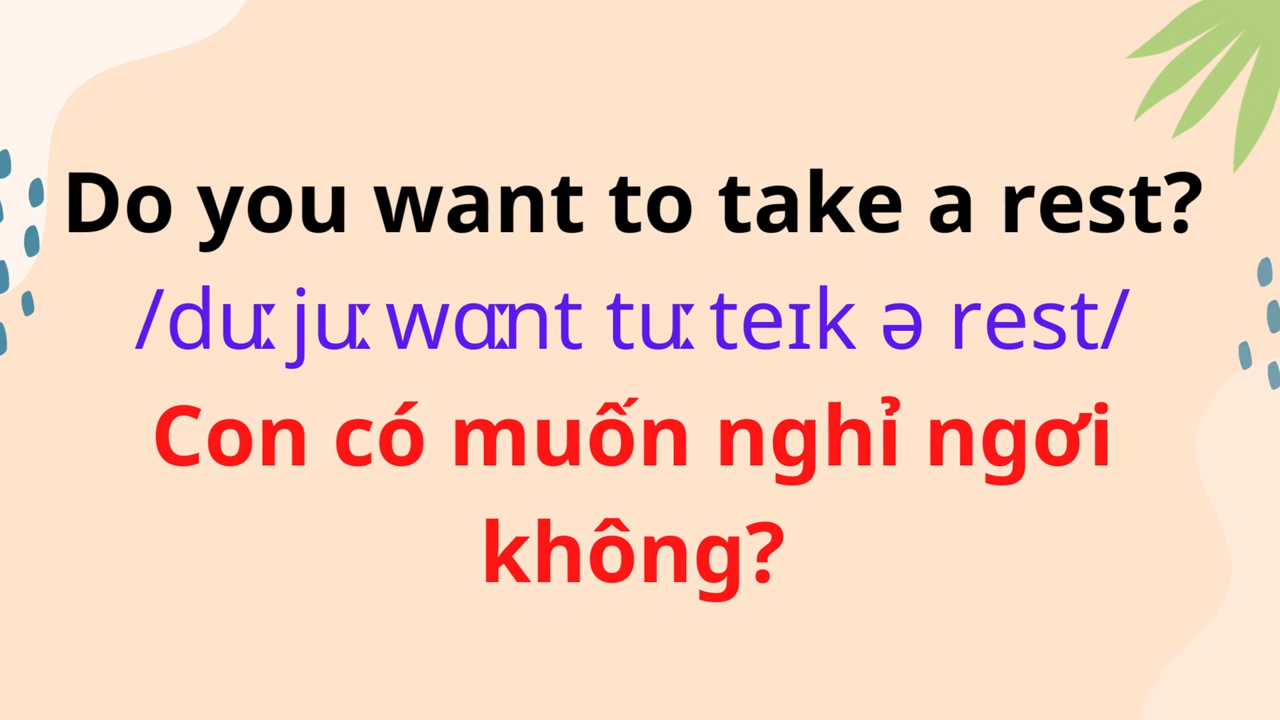 Do you want to take a rest?
/duː juː wɑːnt tuː teɪk ə rest/
Con có muốn nghỉ ngơi
không?